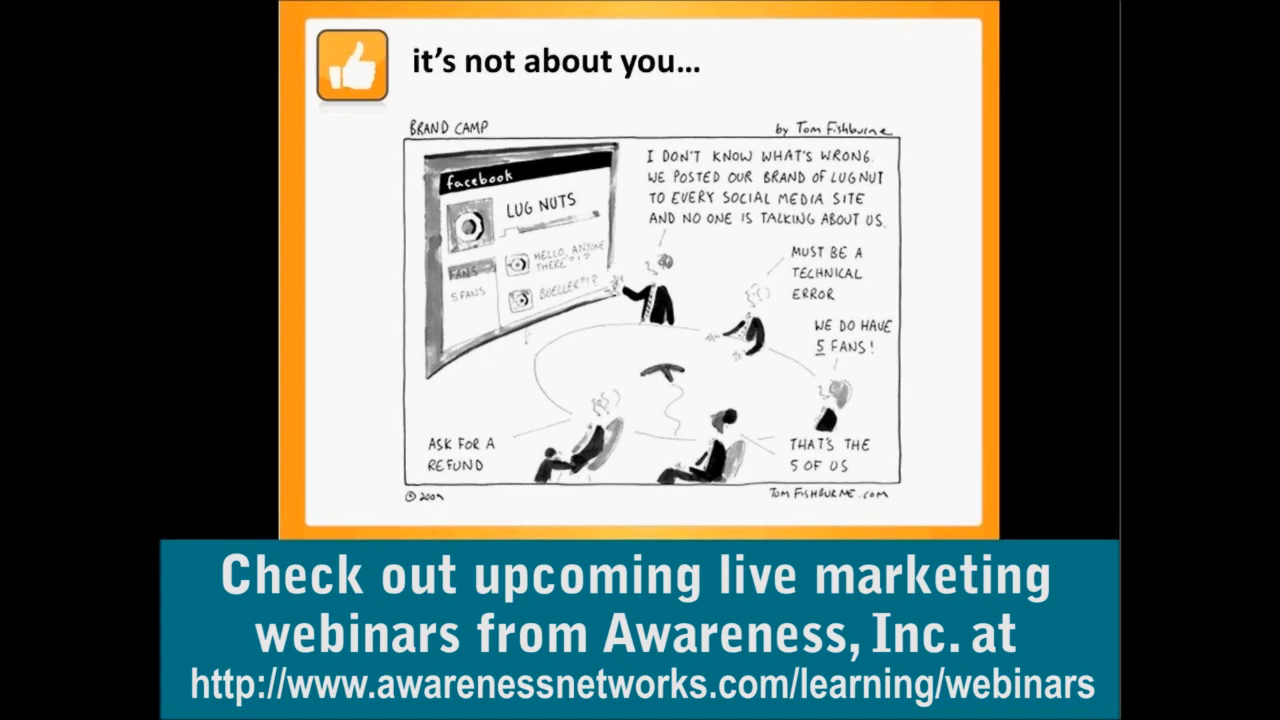 it's not about you…
BRAND CAMP
by Tom Fishburne
facebook
LUG NUTS
HELLO, ANYONE
THERE?!?
FANS
5 FANS
BUELLER?!?
I DON'T KNOW WHAT'S WRONG.
WE POSTED OUR BRAND OF LUGNUT
TO EVERY SOCIAL MEDIA SITE
AND NO ONE IS TALKING ABOUT US.
MUST BE A
TECHNICAL
ERROR
WE DO HAVE
5 FANS!
ASK FOR A
REFUND
THAT'S THE
5 OF US
© 2009
TOMFISHBURNE.COM
Check out upcoming live marketing
webinars from Awareness, Inc. at
http://www.awarenessnetworks.com/learning/webinars